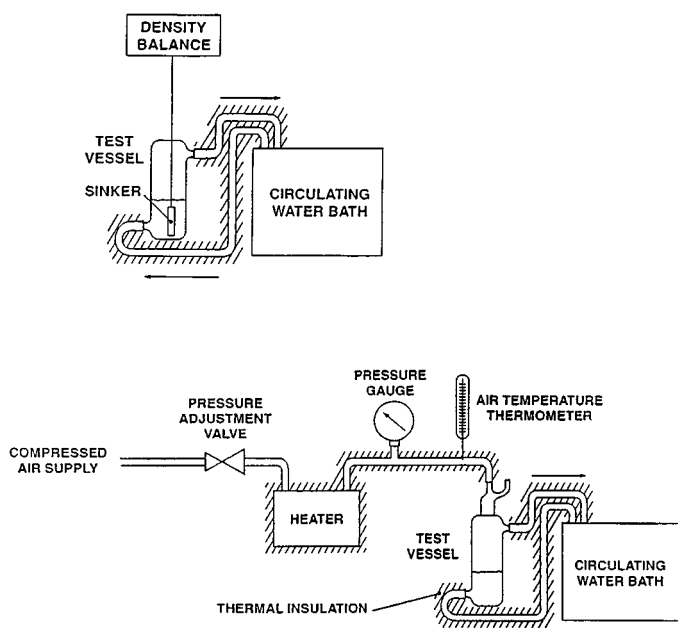 DENSITY
BALANCE
TEST
VESSEL
SINKER
CIRCULATING
WATER BATH
PRESSURE
GAUGE
PRESSURE
ADJUSTMENT
VALVE
AIR TEMPERATURE
THERMOMETER
COMPRESSED
AIR SUPPLY
HEATER
TEST
VESSEL
CIRCULATING
WATER BATH
THERMAL INSULATION